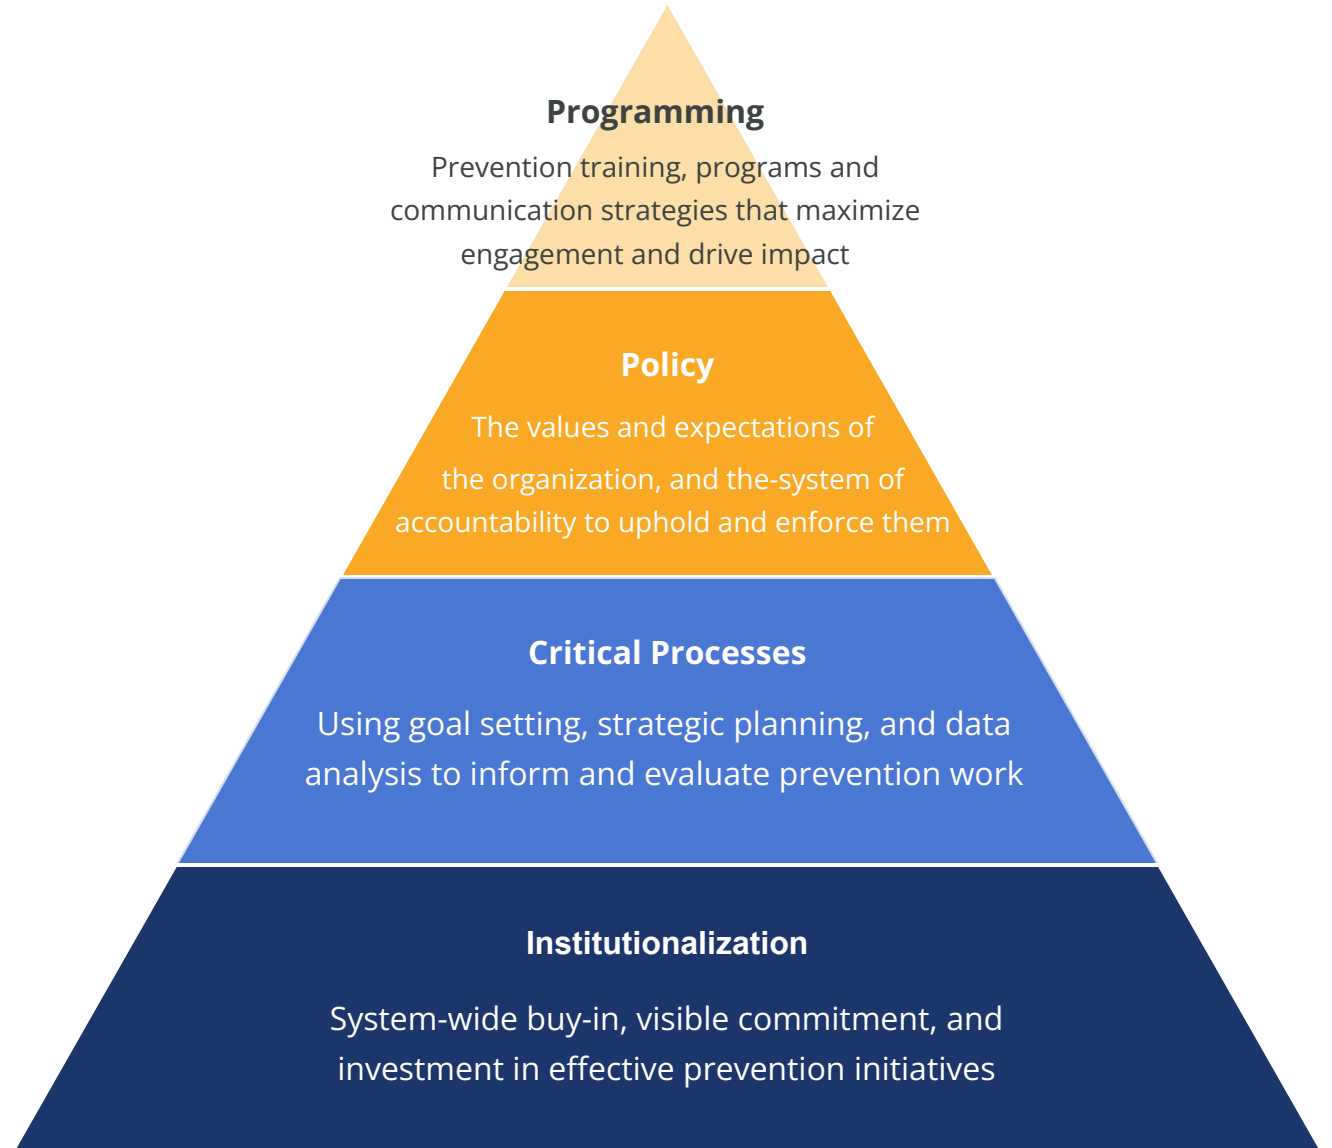 Programming
Prevention training, programs and
communication strategies that maximize
engagement and drive impact
Policy
The values and expectations of
the organization, and the-system of
accountability to uphold and enforce them
Critical Processes
Using goal setting, strategic planning, and data
analysis to inform and evaluate prevention work
Institutionalization
System-wide buy-in, visible commitment, and
investment in effective prevention initiatives